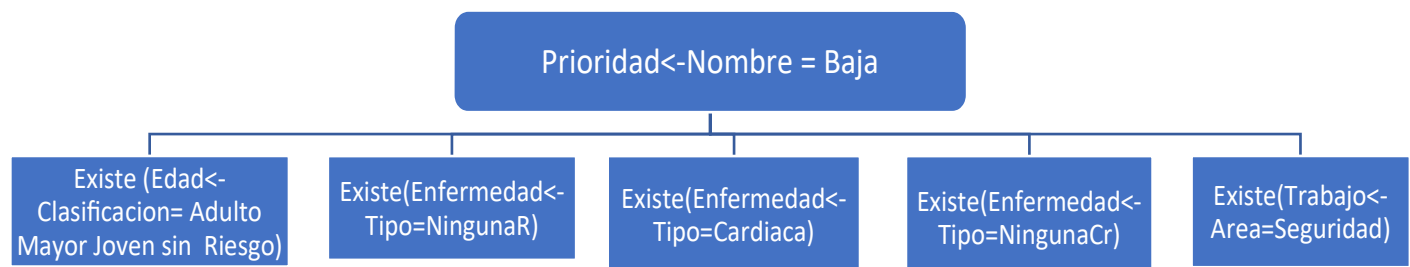 Prioridad<-Nombre = Baja
Existe (Edad<-
Clasificacion= Adulto
Mayor Joven sin  Riesgo)
Existe(Enfermedad<-
Tipo=NingunaR)
Existe(Enfermedad<-
Tipo=Cardiaca)
Existe(Enfermedad<-
Tipo=NingunaCr)
Existe(Trabajo<-
Area=Seguridad)